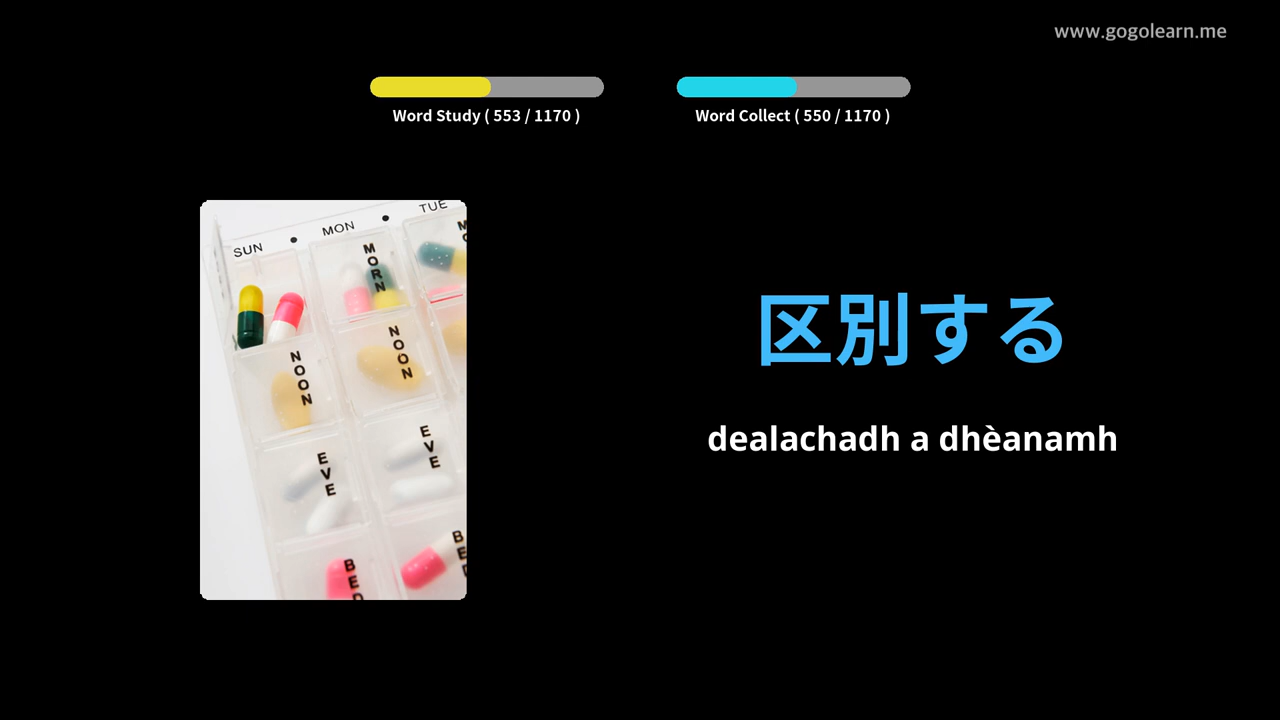 www.gogolearn.me
Word Study ( 553 / 1170 )
Word Collect ( 550 / 1170 )
SUN • MON • TUE
MORN
NOON
NOON
EVE
EVE
BED
区別する
dealachadh a dhèanamh